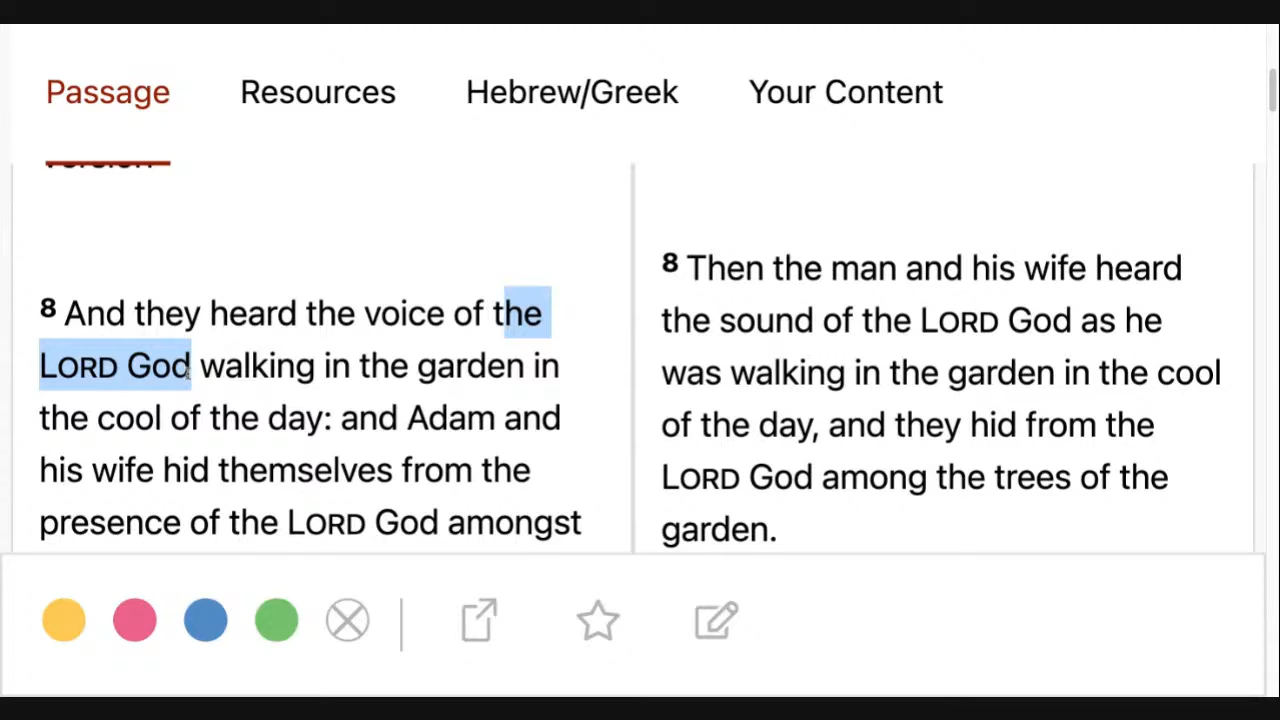 Passage Resources Hebrew/Greek Your Content
8 And they heard the voice of the
LORD God walking in the garden in
the cool of the day: and Adam and
his wife hid themselves from the
presence of the LORD God amongst
8 Then the man and his wife heard
the sound of the LORD God as he
was walking in the garden in the cool
of the day, and they hid from the
LORD God among the trees of the
garden.